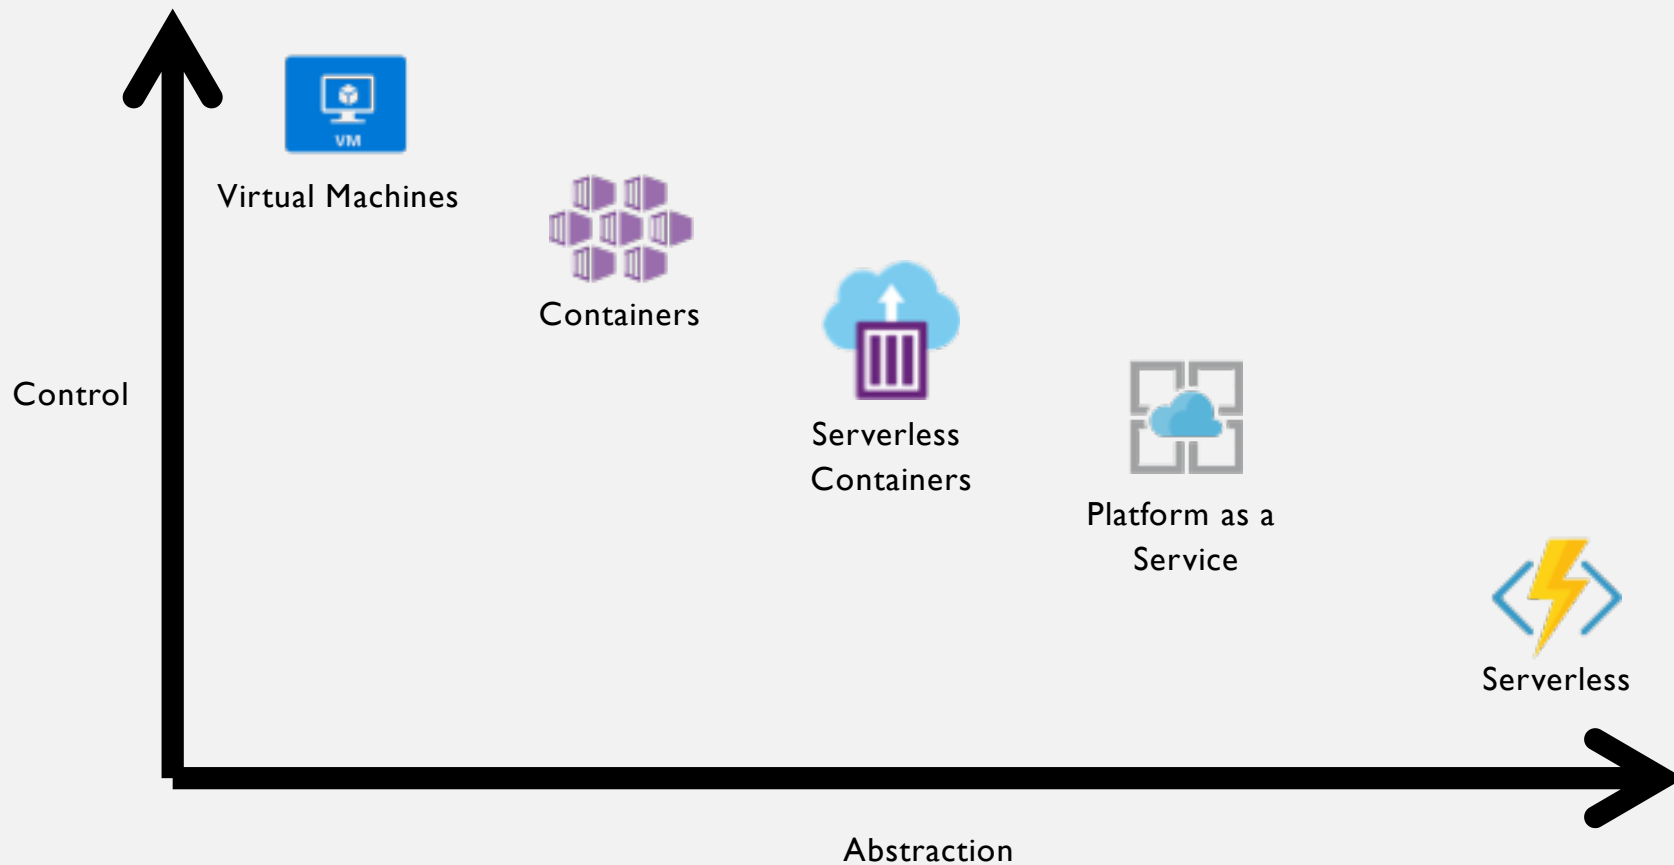 VM
Virtual Machines
Containers
Control
Serverless
Containers
Platform as a
Service
Serverless
Abstraction